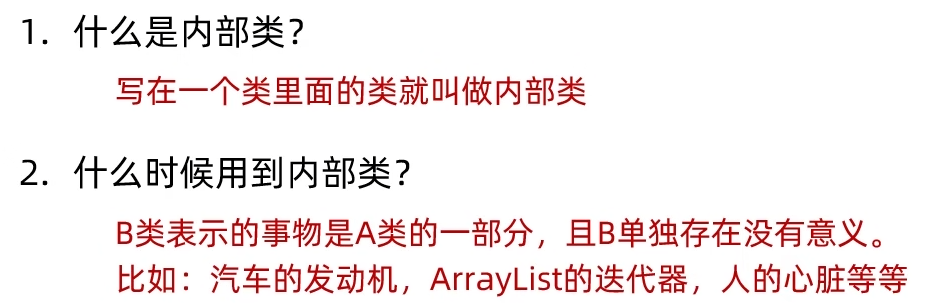 1. 什么是内部类？
写在一个类里面的类就叫做内部类
2. 什么时候用到内部类？
B类表示的事物是A类的一部分，且B单独存在没有意义。
比如：汽车的发动机，ArrayList的迭代器，人的心脏等等